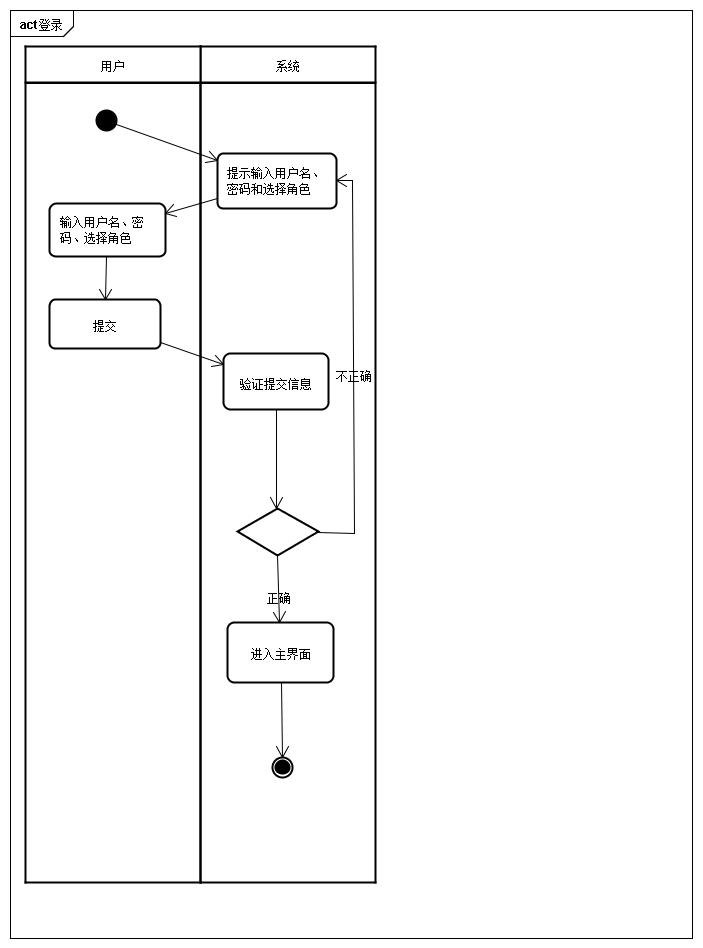 act登录
用户
系统
提示输入用户名、
密码和选择角色
输入用户名、密
码、选择角色
提交
验证提交信息
不正确
正确
进入主界面